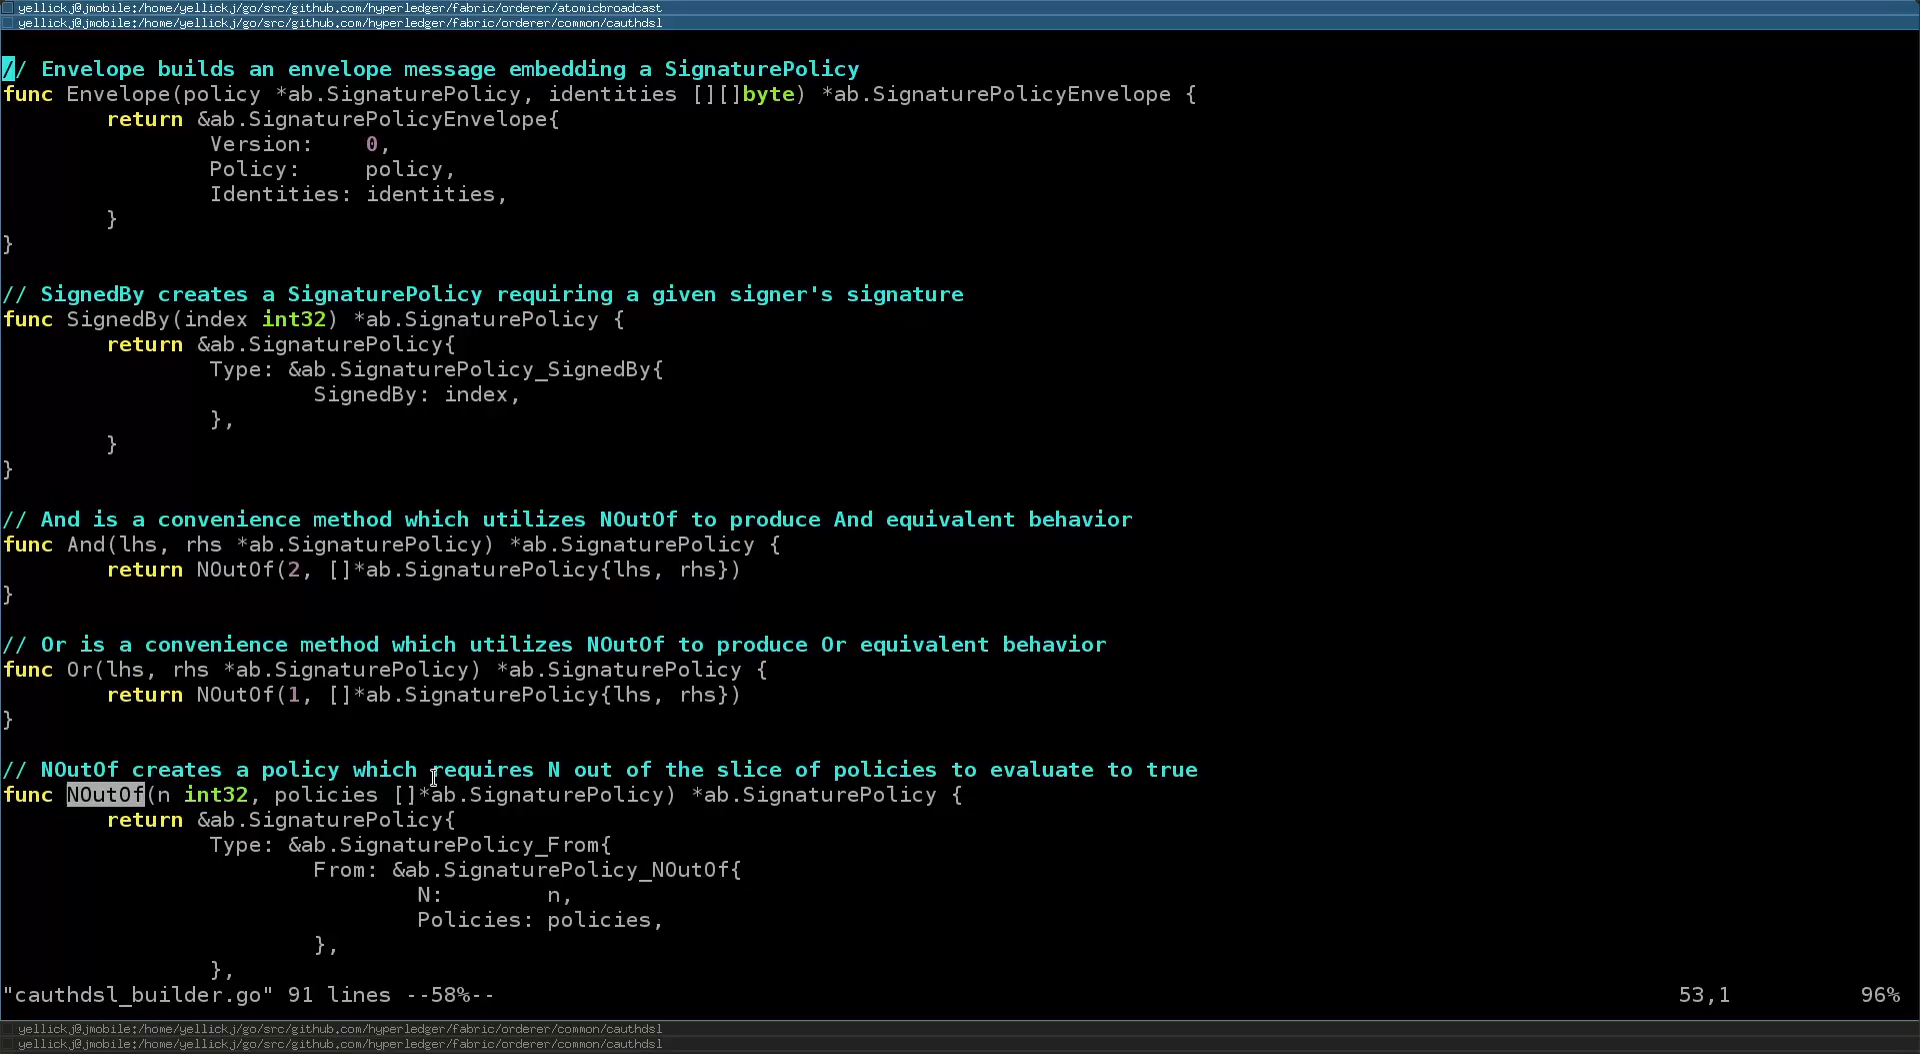 yellickj@jmobile:/home/yellickj/go/src/github.com/hyperledger/fabric/orderer/atomicbroadcast
yellickj@jmobile:/home/yellickj/go/src/github.com/hyperledger/fabric/orderer/common/cauthdsl
// Envelope builds an envelope message embedding a SignaturePolicy
func Envelope(policy *ab.SignaturePolicy, identities [][]byte) *ab.SignaturePolicyEnvelope {
        return &ab.SignaturePolicyEnvelope{
                Version:    0,
                Policy:     policy,
                Identities: identities,
        }
}
// SignedBy creates a SignaturePolicy requiring a given signer's signature
func SignedBy(index int32) *ab.SignaturePolicy {
        return &ab.SignaturePolicy{
                Type: &ab.SignaturePolicy_SignedBy{
                        SignedBy: index,
                },
        }
}
// And is a convenience method which utilizes NOutOf to produce And equivalent behavior
func And(lhs, rhs *ab.SignaturePolicy) *ab.SignaturePolicy {
        return NOutOf(2, []*ab.SignaturePolicy{lhs, rhs})
}
// Or is a convenience method which utilizes NOutOf to produce Or equivalent behavior
func Or(lhs, rhs *ab.SignaturePolicy) *ab.SignaturePolicy {
        return NOutOf(1, []*ab.SignaturePolicy{lhs, rhs})
}
// NOutOf creates a policy which requires N out of the slice of policies to evaluate to true
func NOutOf(n int32, policies []*ab.SignaturePolicy) *ab.SignaturePolicy {
        return &ab.SignaturePolicy{
                Type: &ab.SignaturePolicy_From{
                        From: &ab.SignaturePolicy_NOutOf{
                                N:        n,
                                Policies: policies,
                        },
                },
"cauthdsl_builder.go" 91 lines --58%-- 53,1 96%
yellickj@jmobile:/home/yellickj/go/src/github.com/hyperledger/fabric/orderer/common/cauthdsl
yellickj@jmobile:/home/yellickj/go/src/github.com/hyperledger/fabric/orderer/common/cauthdsl